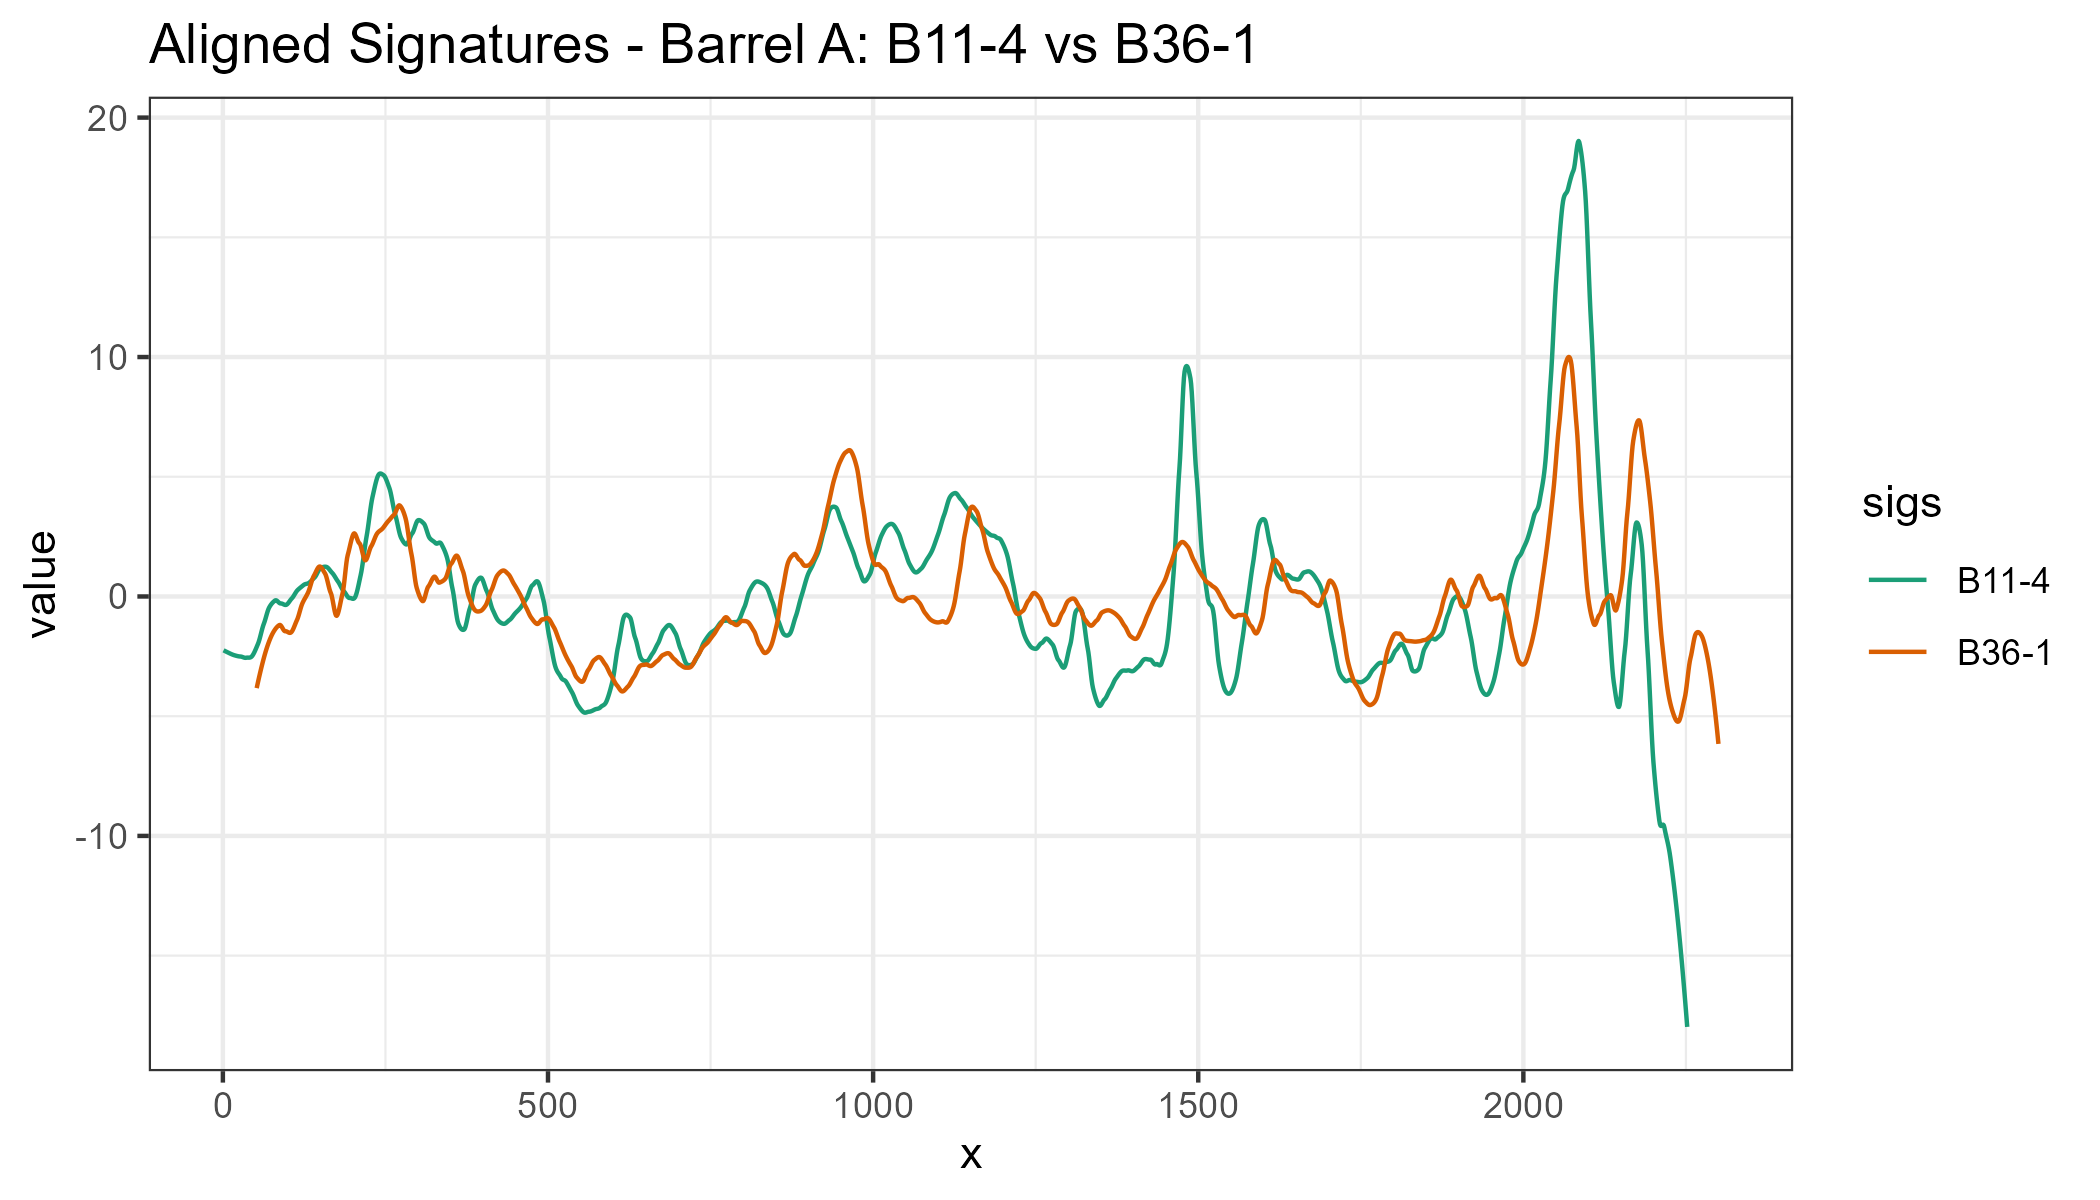 Aligned Signatures - Barrel A: B11-4 vs B36-1
20
10
0
-10
value
0 500 1000 1500 2000
x
sigs
B11-4
B36-1